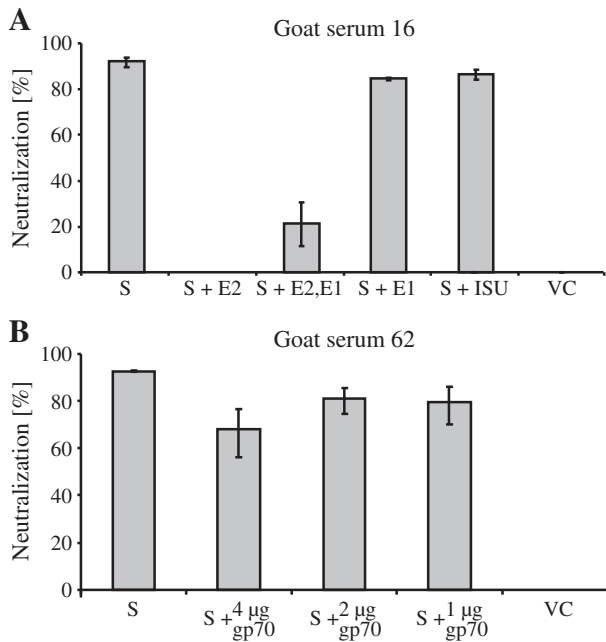 A
Goat serum 16
Neutralization [%]
100
80
60
40
20
0
S
S + E2
S + E2,E1
S + E1
S + ISU
VC
B
Goat serum 62
Neutralization [%]
100
80
60
40
20
0
S
S + 4 µg gp70
S + 2 µg gp70
S + 1 µg gp70
VC